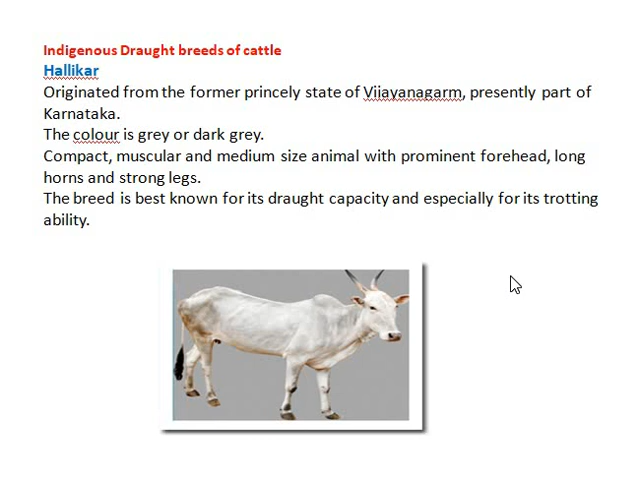 Indigenous Draught breeds of cattle
Hallikar
Originated from the former princely state of Vijayanagarm, presently part of
Karnataka.
The colour is grey or dark grey.
Compact, muscular and medium size animal with prominent forehead, long
horns and strong legs.
The breed is best known for its draught capacity and especially for its trotting
ability.